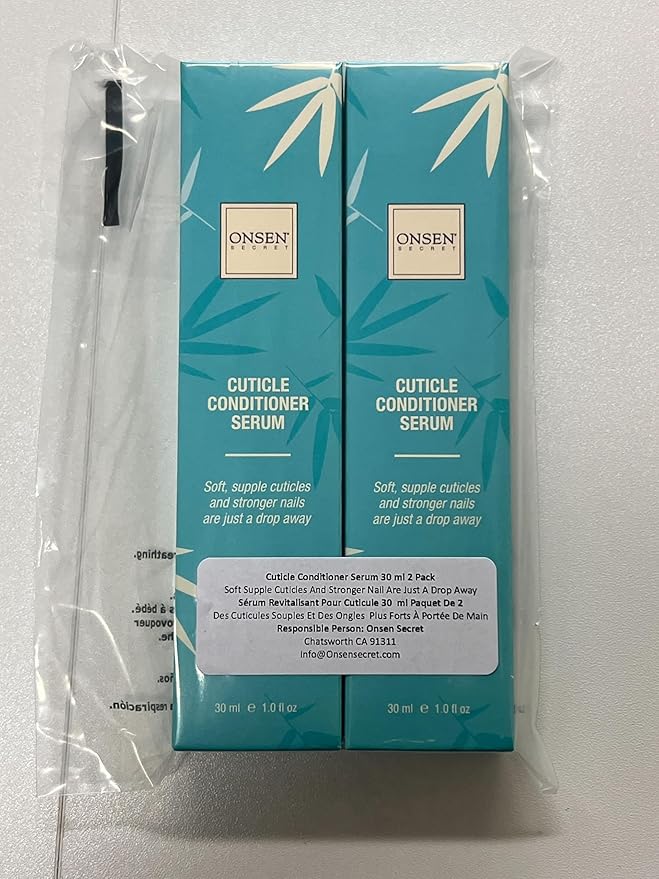 ONSEN®
SECRET
CUTICLE
CONDITIONER
SERUM
Soft, supple cuticles
and stronger nails
are just a drop away
30 ml e 1.0 fl oz
ONSEN®
SECRET
CUTICLE
CONDITIONER
SERUM
Soft, supple cuticles
and stronger nails
are just a drop away
30 ml e 1.0 fl oz
Cuticle Conditioner Serum 30 ml 2 Pack
Soft Supple Cuticles And Stronger Nail Are Just A Drop Away
Sérum Revitalisant Pour Cuticule 30 ml Paquet De 2
Des Cuticules Souples Et Des Ongles Plus Forts À Portée De Main
Responsible Person: Onsen Secret
Chatsworth CA 91311
Info@Onsensecret.com
à bébé.
respiración.